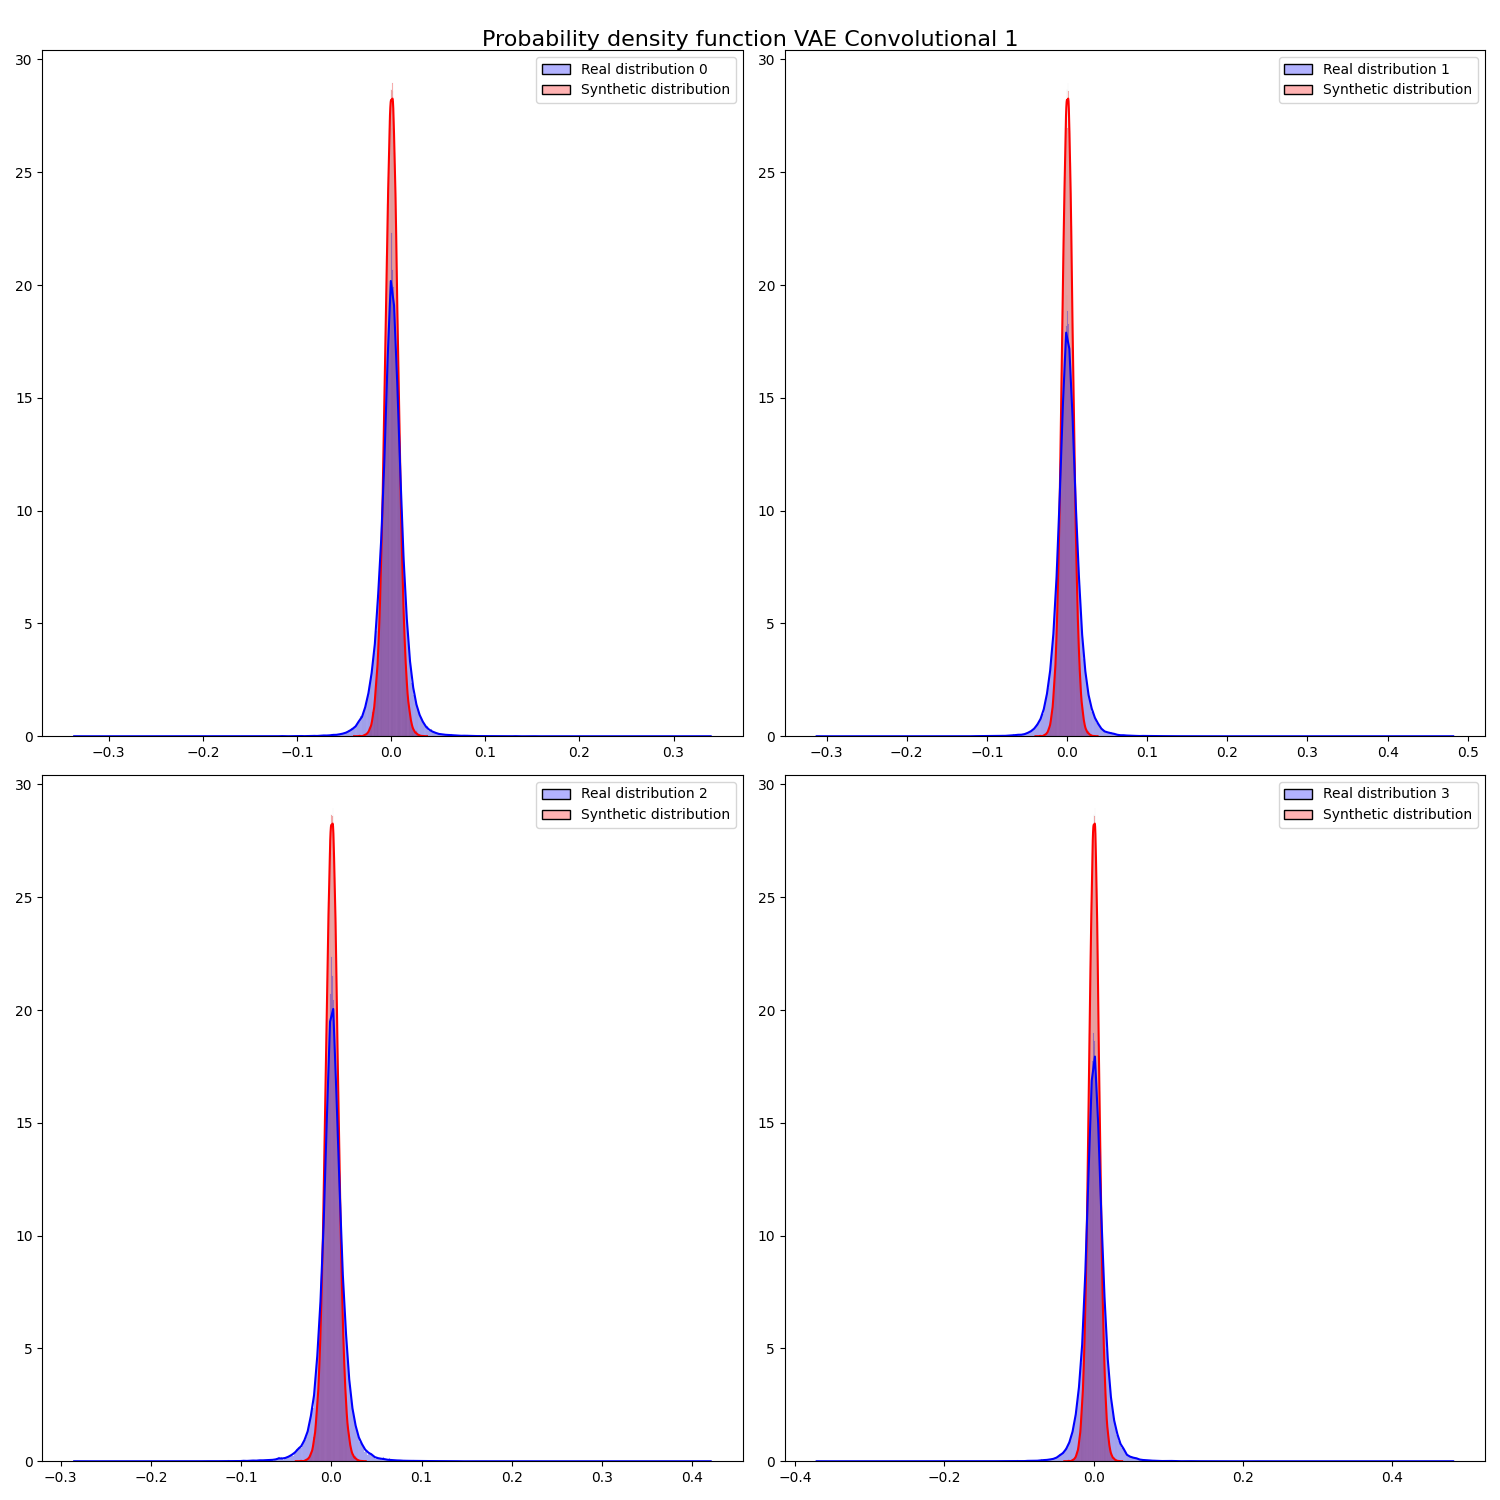 Probability density function VAE Convolutional 1
Real distribution 0
Synthetic distribution
30
25
20
15
10
5
0
−0.3 −0.2 −0.1 0.0 0.1 0.2 0.3
Real distribution 1
Synthetic distribution
30
25
20
15
10
5
0
−0.3 −0.2 −0.1 0.0 0.1 0.2 0.3 0.4 0.5
Real distribution 2
Synthetic distribution
30
25
20
15
10
5
0
−0.3 −0.2 −0.1 0.0 0.1 0.2 0.3 0.4
Real distribution 3
Synthetic distribution
30
25
20
15
10
5
0
−0.4 −0.2 0.0 0.2 0.4